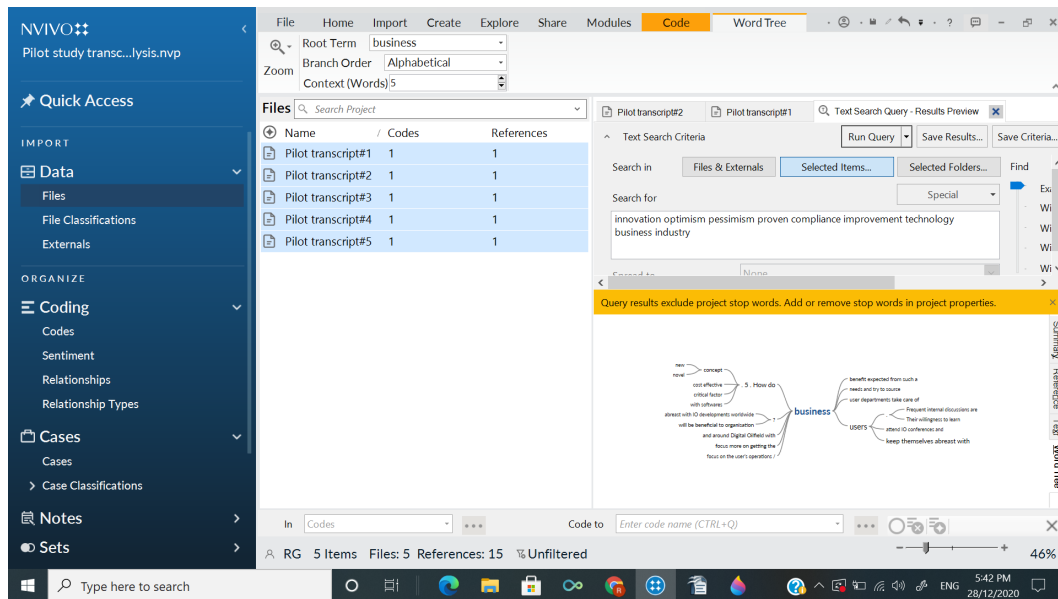 NVIVO
Pilot study transc...lysis.nvp
Quick Access
IMPORT
Data
Files
File Classifications
Externals
ORGANIZE
Coding
Codes
Sentiment
Relationships
Relationship Types
Cases
Cases
Case Classifications
Notes
Sets
File Home Import Create Explore Share Modules Code Word Tree
Root Term business
Branch Order Alphabetical
Context (Words) 5
Zoom
Files Search Project
Name / Codes References
Pilot transcript#1 1 1
Pilot transcript#2 1 1
Pilot transcript#3 1 1
Pilot transcript#4 1 1
Pilot transcript#5 1 1
Pilot transcript#2 Pilot transcript#1 Text Search Query - Results Preview
Text Search Criteria Run Query Save Results... Save Criteria...
Search in Files & Externals Selected Items... Selected Folders... Find
Search for Special
innovation optimism pessimism proven compliance improvement technology
business industry
Spread to None
Exa
Wi
Wi
Wi
Wi
Query results exclude project stop words. Add or remove stop words in project properties.
new
novel
concept
cost effective
critical factor
with softwares
. 5 . How do
abreast with IO developments worldwide
will be beneficial to organisation
?
and around Digital Oilfield with
focus more on getting the
focus on the user's operations /
business
benefit expected from such a
needs and try to source
user departments take care of
users
Frequent internal discussions are
Their willingness to learn
attend IO conferences and
keep themselves abreast with
Summary
Reference
Text
Word Tree
In Codes Code to Enter code name (CTRL+Q)
RG 5 Items Files: 5 References: 15 Unfiltered 46%
Type here to search
ENG
5:42 PM
28/12/2020